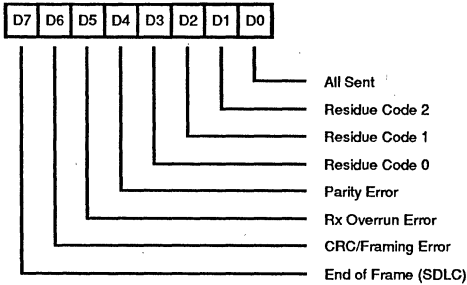 D7 D6 D5 D4 D3 D2 D1 D0
All Sent
Residue Code 2
Residue Code 1
Residue Code 0
Parity Error
Rx Overrun Error
CRC/Framing Error
End of Frame (SDLC)